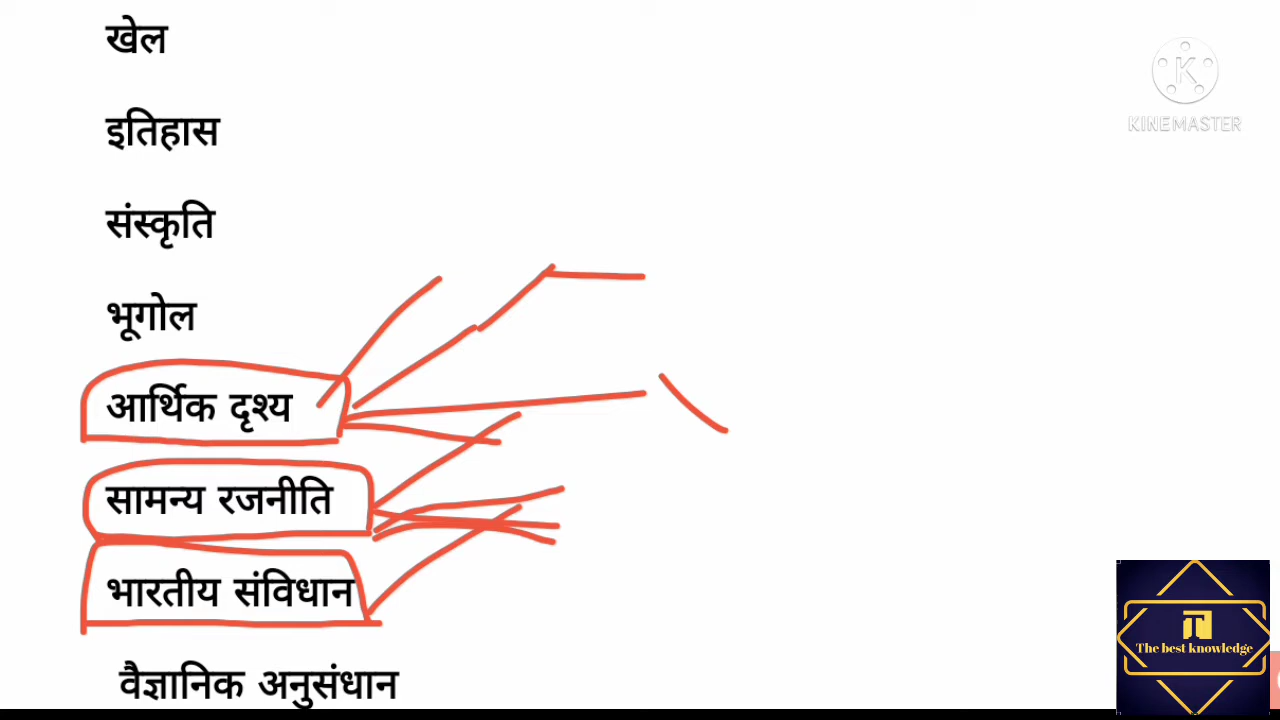 खेल
इतिहास
संस्कृति
भूगोल
आर्थिक दृश्य
सामन्य रजनीति
भारतीय संविधान
वैज्ञानिक अनुसंधान
K
KINEMASTER
The best knowledge